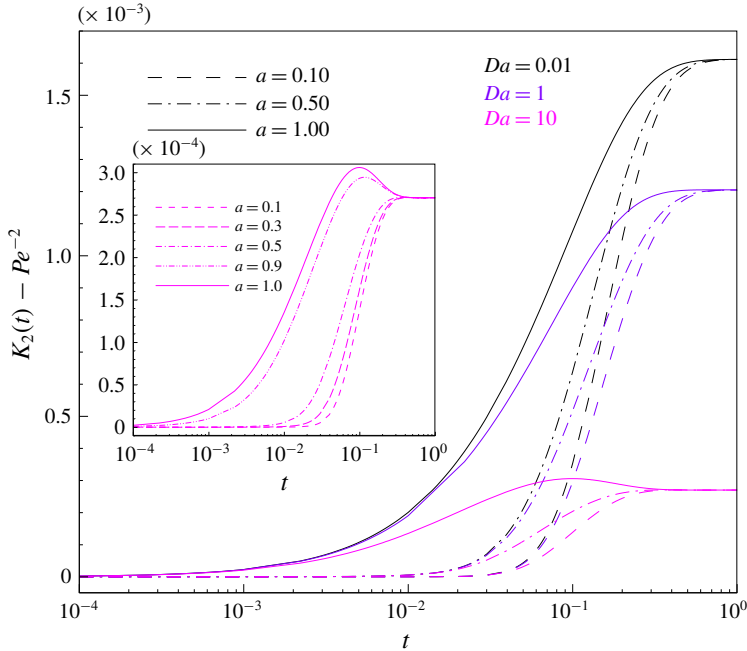 (× 10⁻³)
1.5
1.0
0.5
0
K₂(t) − Pe⁻²
10⁻⁴
10⁻³
10⁻²
10⁻¹
10⁰
t
a = 0.10
a = 0.50
a = 1.00
Da = 0.01
Da = 1
Da = 10
(× 10⁻⁴)
3.0
2.5
2.0
1.5
1.0
0.5
0
a = 0.1
a = 0.3
a = 0.5
a = 0.9
a = 1.0
10⁻⁴
10⁻³
10⁻²
10⁻¹
10⁰
t